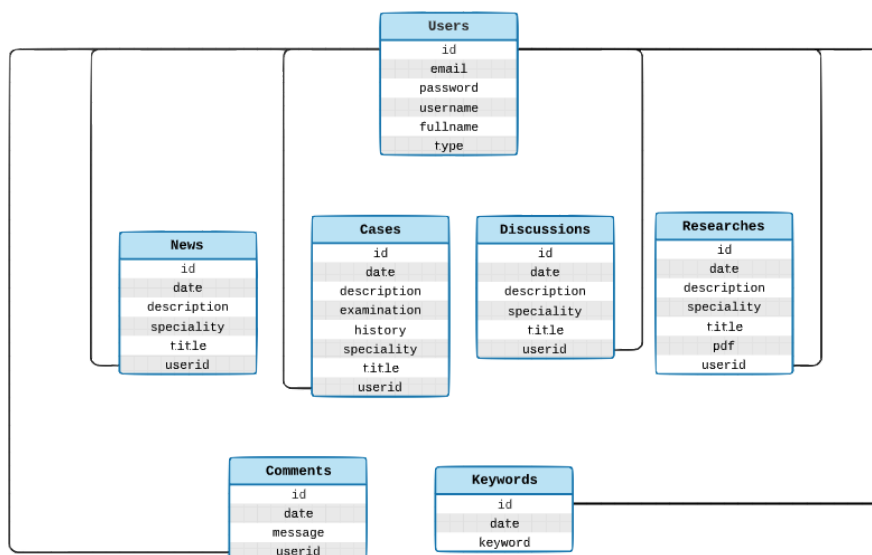 Users
id
email
password
username
fullname
type
News
id
date
description
speciality
title
userid
Cases
id
date
description
examination
history
speciality
title
userid
Discussions
id
date
description
speciality
title
userid
Researches
id
date
description
speciality
title
pdf
userid
Comments
id
date
message
userid
Keywords
id
date
keyword